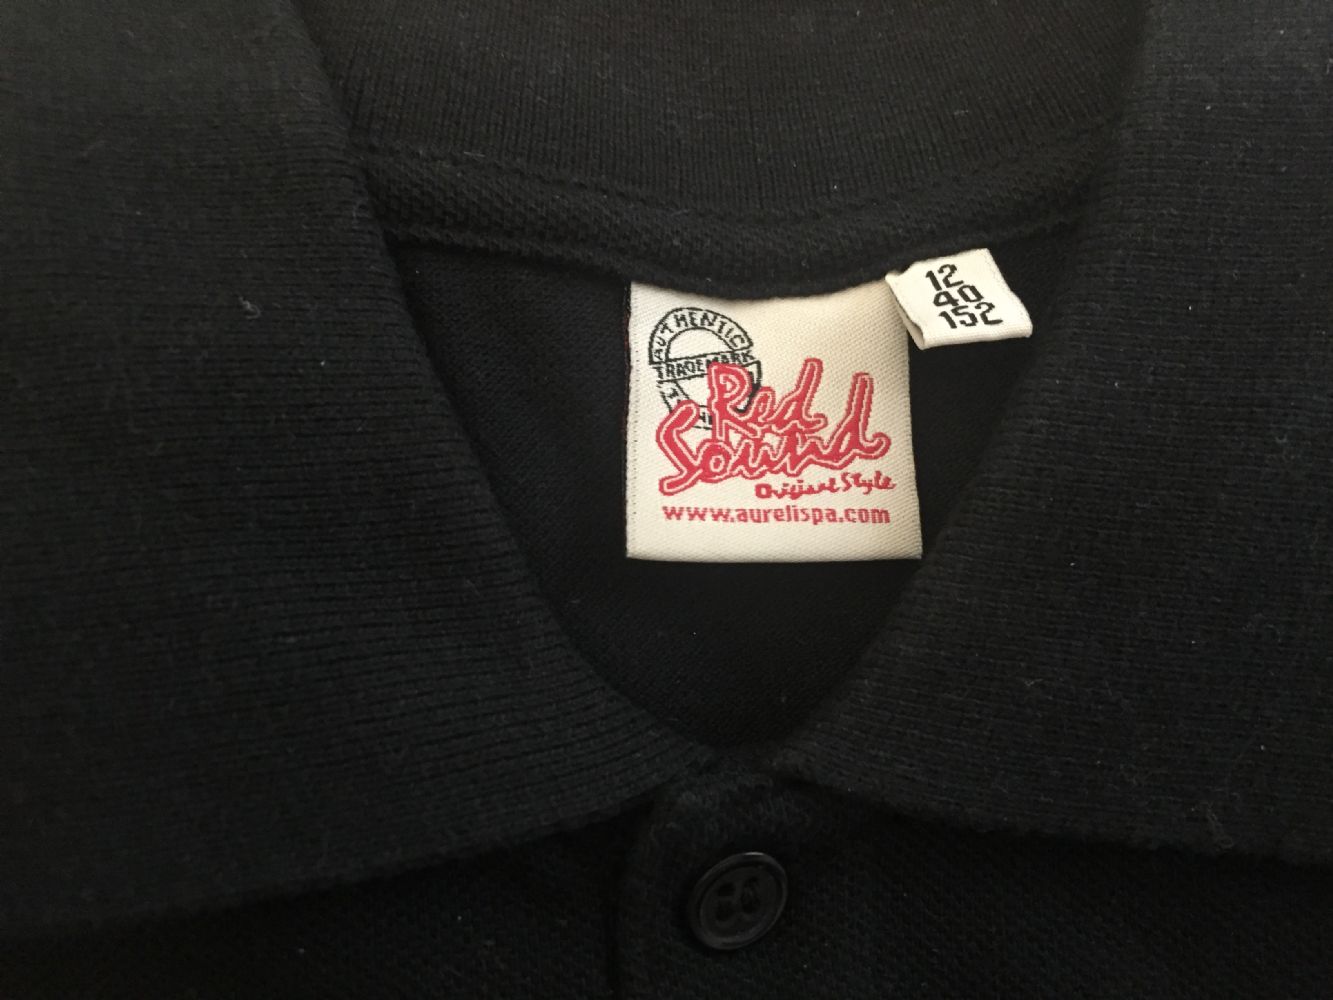 AUTHENTIC
TRADEMARK
Red
Sound
Original Style
www.aurelispa.com
12
40
152